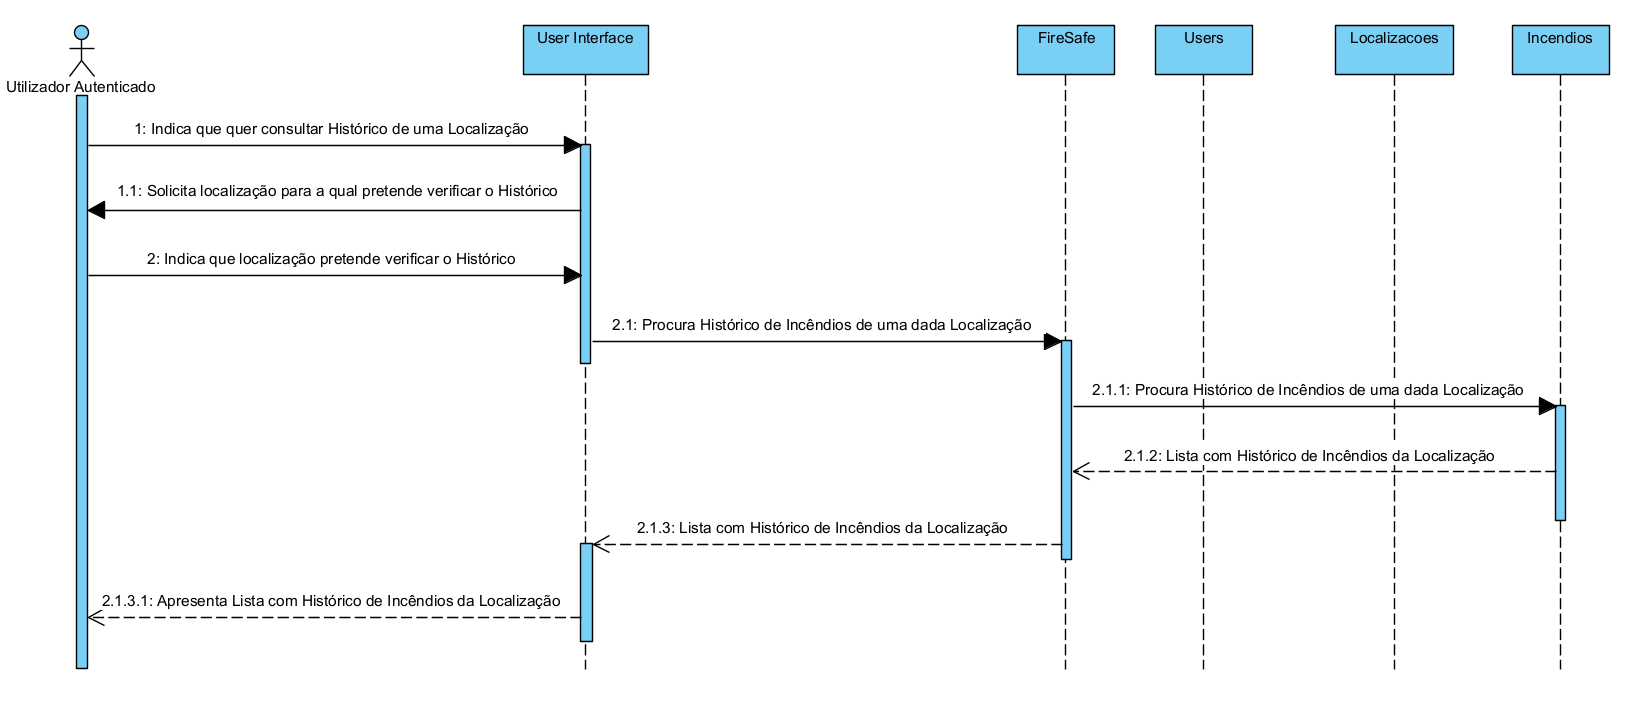 User Interface
FireSafe
Users
Localizacoes
Incendios
Utilizador Autenticado
1: Indica que quer consultar Histórico de uma Localização
1.1: Solicita localização para a qual pretende verificar o Histórico
2: Indica que localização pretende verificar o Histórico
2.1: Procura Histórico de Incêndios de uma dada Localização
2.1.1: Procura Histórico de Incêndios de uma dada Localização
2.1.2: Lista com Histórico de Incêndios da Localização
2.1.3: Lista com Histórico de Incêndios da Localização
2.1.3.1: Apresenta Lista com Histórico de Incêndios da Localização